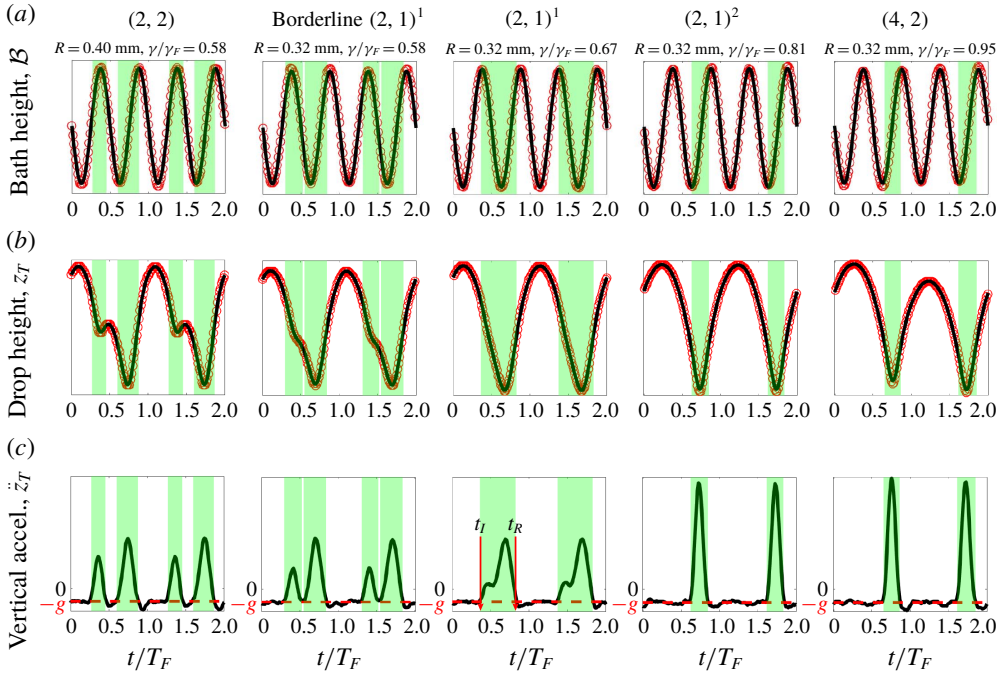 (a)
(2, 2)
Borderline (2, 1)¹
(2, 1)¹
(2, 1)²
(4, 2)
R = 0.40 mm, γ/γ_F = 0.58
R = 0.32 mm, γ/γ_F = 0.58
R = 0.32 mm, γ/γ_F = 0.67
R = 0.32 mm, γ/γ_F = 0.81
R = 0.32 mm, γ/γ_F = 0.95
Bath height, ℬ
0 0.5 1.0 1.5 2.0
0 0.5 1.0 1.5 2.0
0 0.5 1.0 1.5 2.0
0 0.5 1.0 1.5 2.0
0 0.5 1.0 1.5 2.0
(b)
Drop height, z_T
0 0.5 1.0 1.5 2.0
0 0.5 1.0 1.5 2.0
0 0.5 1.0 1.5 2.0
0 0.5 1.0 1.5 2.0
0 0.5 1.0 1.5 2.0
(c)
Vertical accel., z̈_T
t_I t_R
0
−g
0
−g
0
−g
0
−g
0
−g
0 0.5 1.0 1.5 2.0
0 0.5 1.0 1.5 2.0
0 0.5 1.0 1.5 2.0
0 0.5 1.0 1.5 2.0
0 0.5 1.0 1.5 2.0
t/T_F
t/T_F
t/T_F
t/T_F
t/T_F